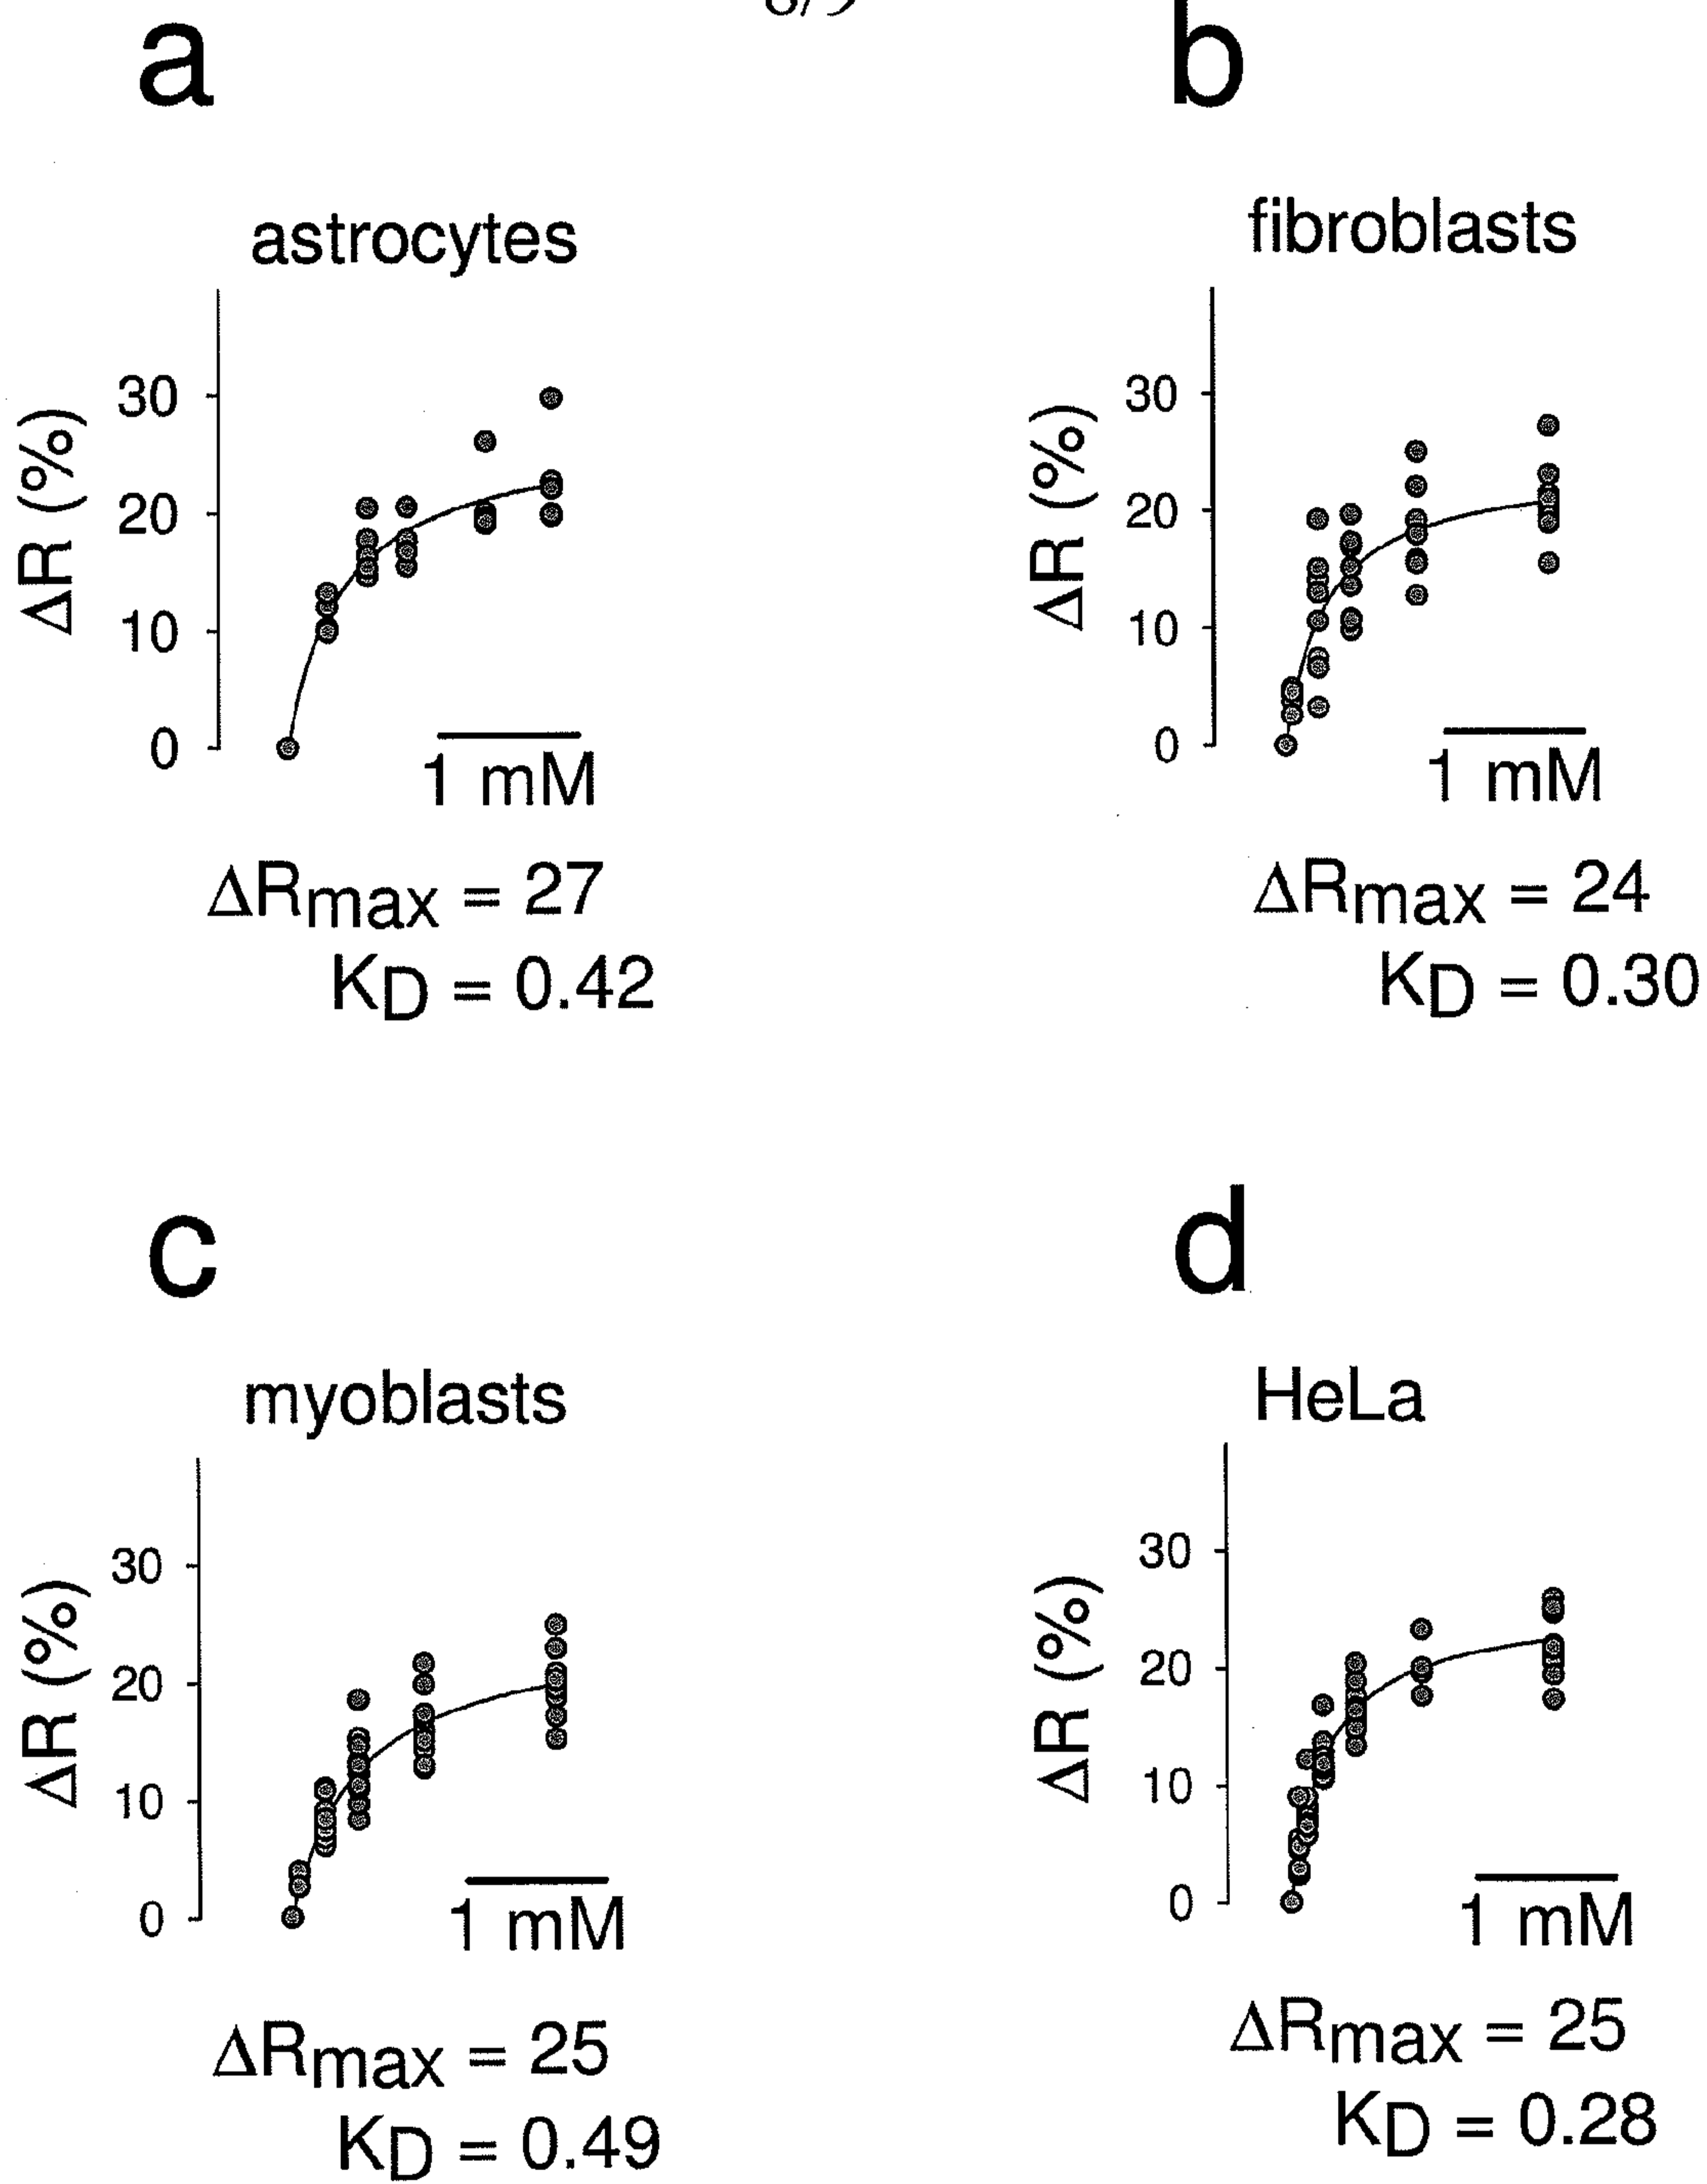 a
astrocytes
ΔR (%)
30
20
10
0
1 mM
ΔRmax = 27
KD = 0.42
b
fibroblasts
ΔR (%)
30
20
10
0
1 mM
ΔRmax = 24
KD = 0.30
c
myoblasts
ΔR (%)
30
20
10
0
1 mM
ΔRmax = 25
KD = 0.49
d
HeLa
ΔR (%)
30
20
10
0
1 mM
ΔRmax = 25
KD = 0.28